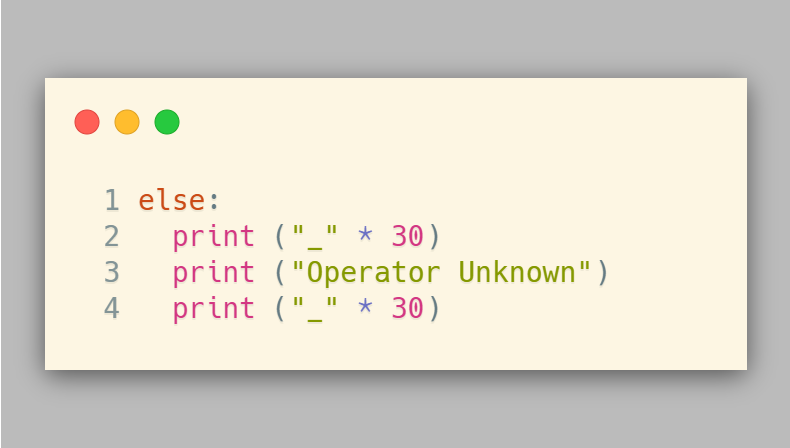 1 else:
2   print ("_" * 30)
3   print ("Operator Unknown")
4   print ("_" * 30)